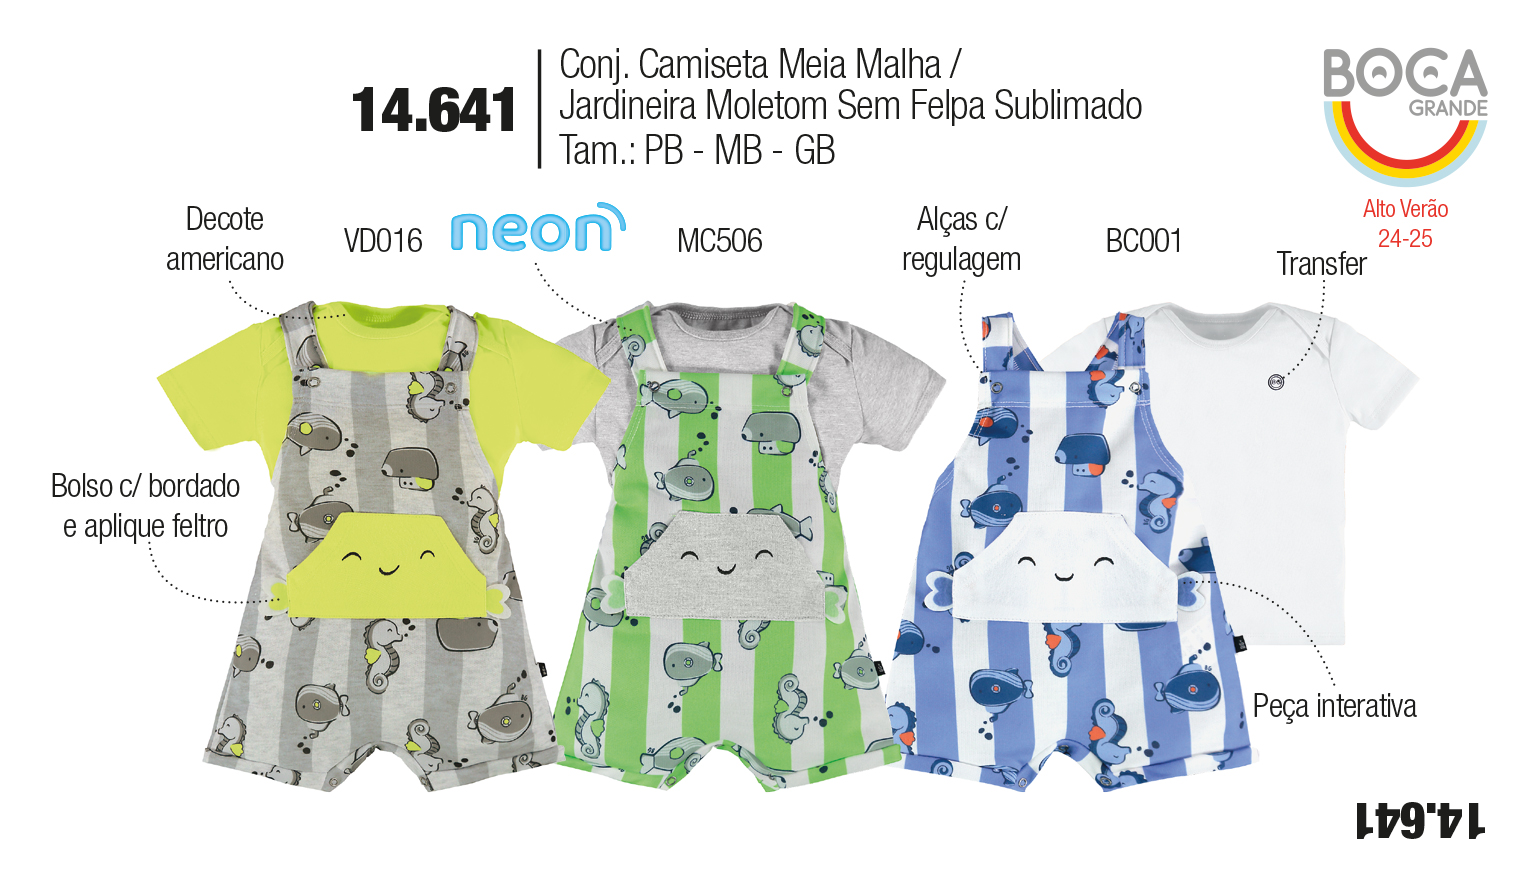 14.641
Conj. Camiseta Meia Malha /
Jardineira Moletom Sem Felpa Sublimado
Tam.: PB - MB - GB
BOCA
GRANDE
Alto Verão
24-25
Decote
americano
VD016
neon
MC506
Alças c/
regulagem
BC001
Transfer
Bolso c/ bordado
e aplique feltro
Peça interativa
14.641